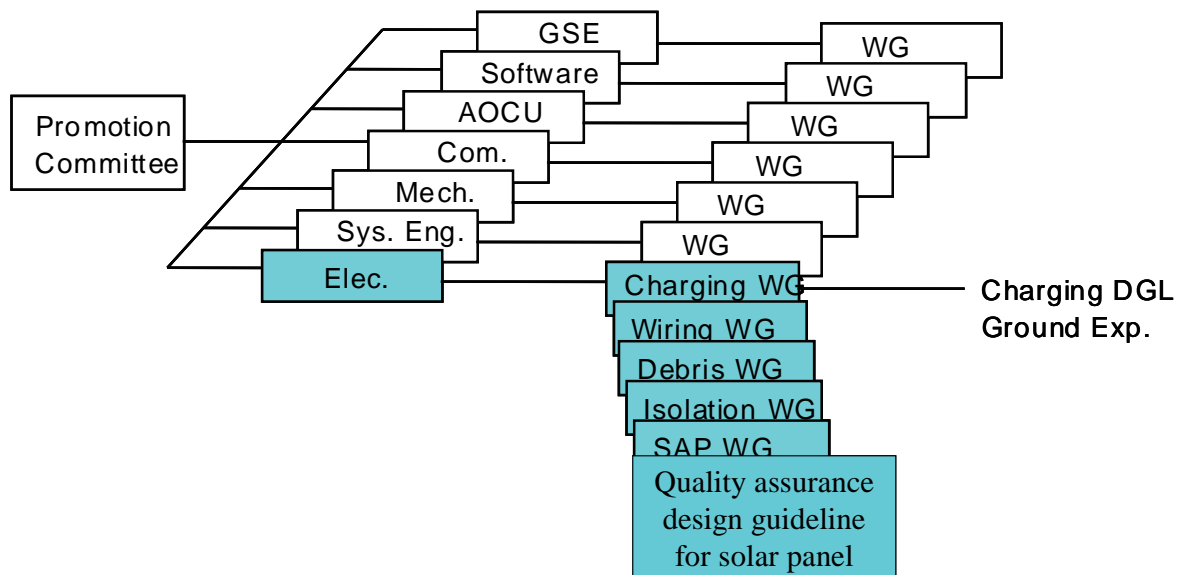 GSE
WG
Software
WG
Promotion
Committee
AOCU
WG
Com.
WG
Mech.
WG
Sys. Eng.
WG
Elec.
Charging WG
Charging DGL
Ground Exp.
Wiring WG
Debris WG
Isolation WG
SAP WG
Quality assurance
design guideline
for solar panel